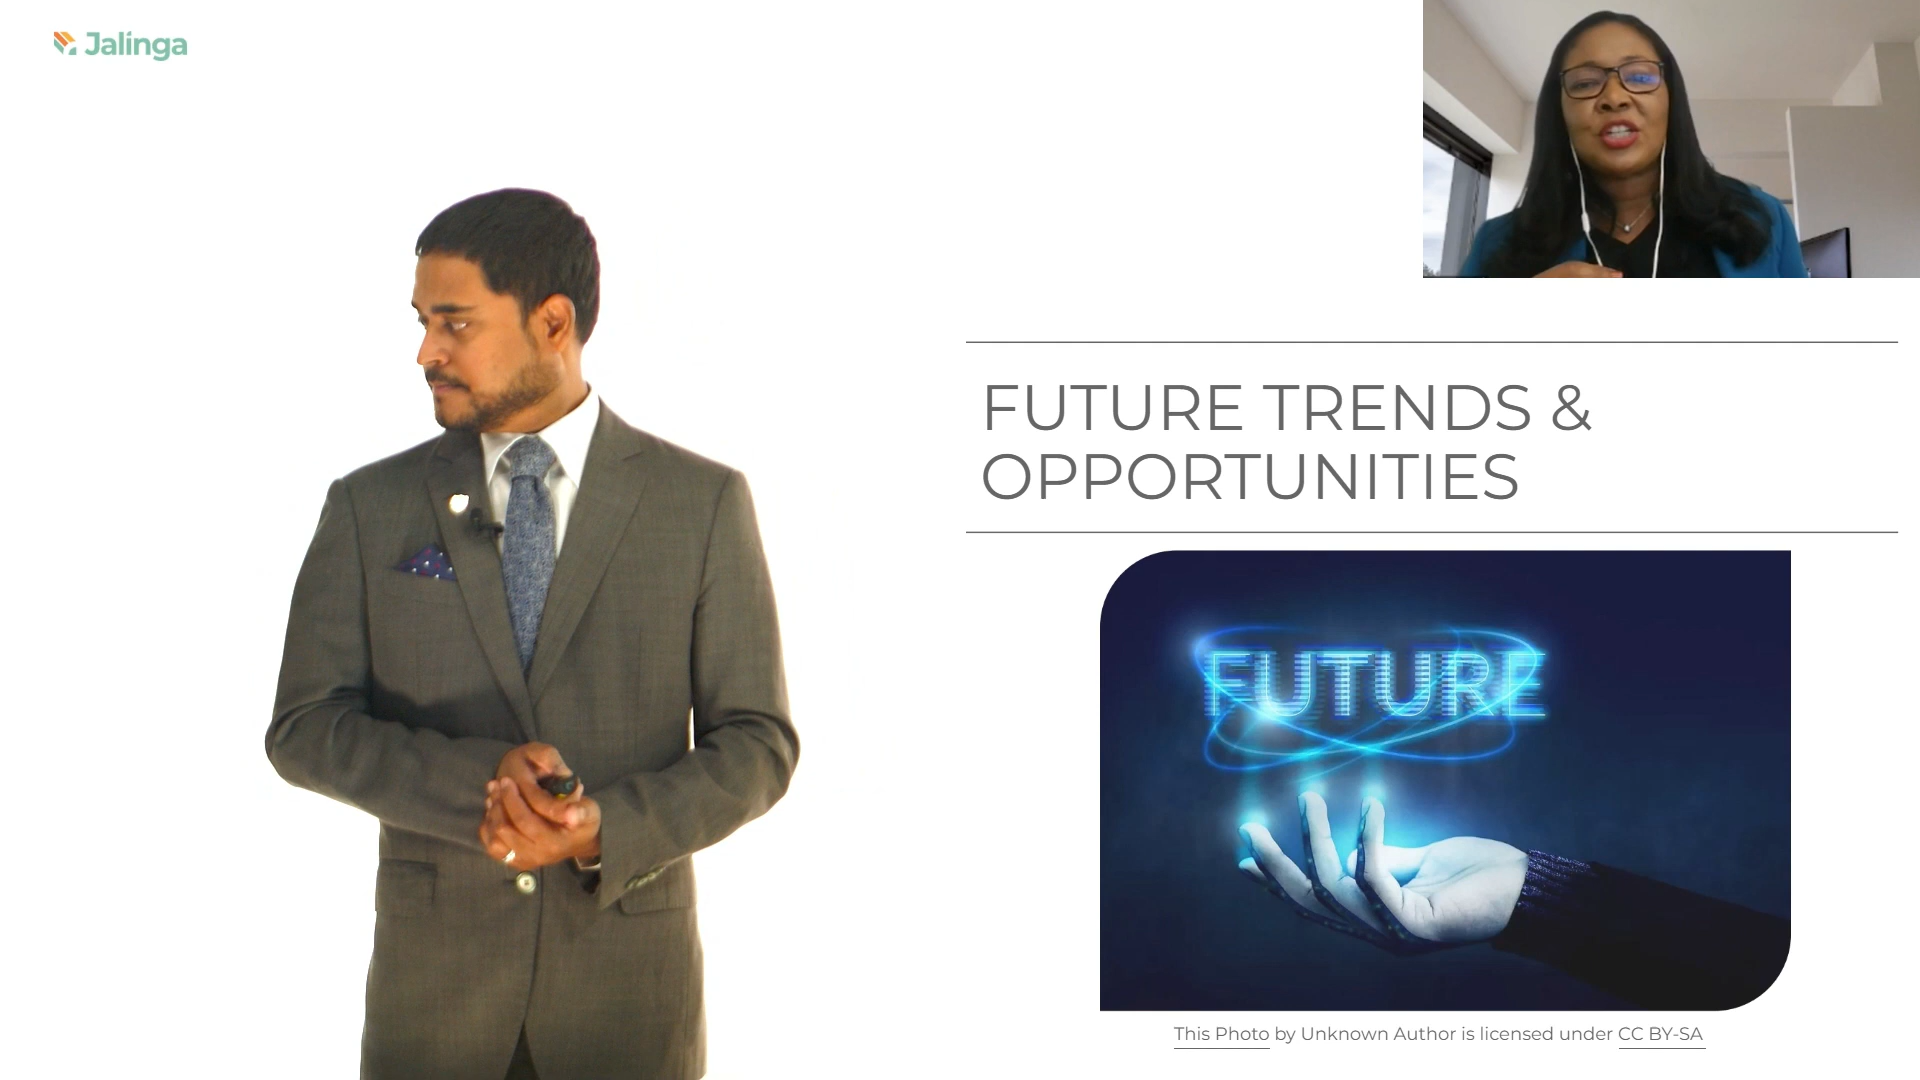 Jalinga
FUTURE TRENDS &
OPPORTUNITIES
FUTURE
This Photo by Unknown Author is licensed under CC BY-SA